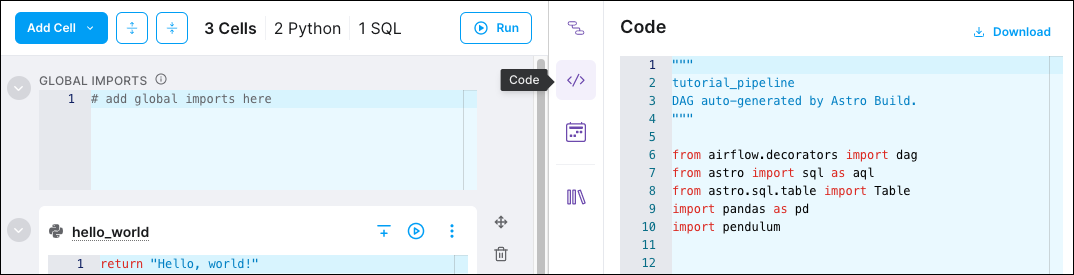 Add Cell
3 Cells
2 Python
1 SQL
Run
GLOBAL IMPORTS
1 # add global imports here
hello_world
1 return "Hello, world!"
Code
Code
Download
1 """
2 tutorial_pipeline
3 DAG auto-generated by Astro Build.
4 """
5
6 from airflow.decorators import dag
7 from astro import sql as aql
8 from astro.sql.table import Table
9 import pandas as pd
10 import pendulum
11
12